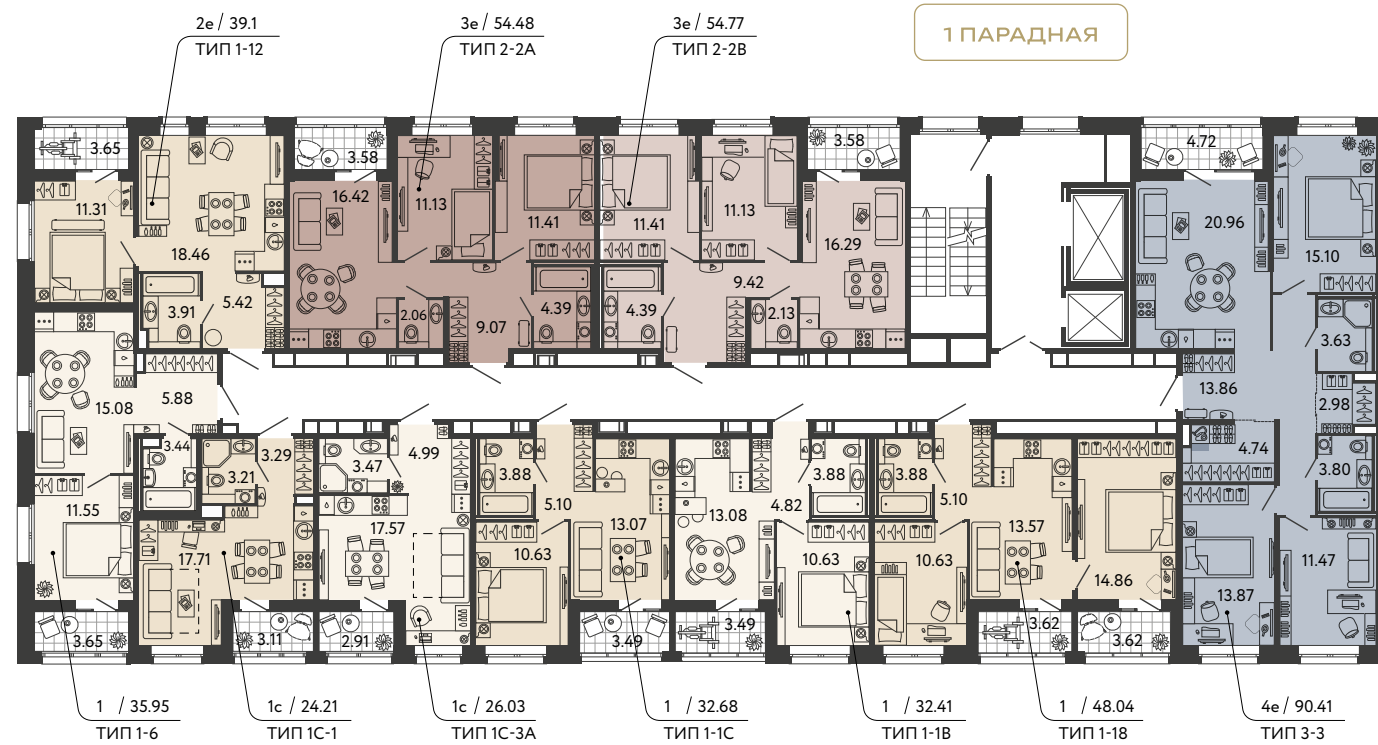 2е / 39.1
ТИП 1-12
3е / 54.48
ТИП 2-2А
3е / 54.77
ТИП 2-2В
1 ПАРАДНАЯ
3.65
3.58
3.58
4.72
11.31
18.46
16.42
11.13
11.41
11.41
11.13
16.29
20.96
15.10
3.91
5.42
2.06
9.07
4.39
4.39
9.42
2.13
3.63
15.08
5.88
13.86
2.98
3.44
3.21
3.29
3.47
4.99
3.88
5.10
3.88
4.82
3.88
5.10
4.74
3.80
11.55
17.71
17.57
10.63
13.07
13.08
10.63
10.63
13.57
14.86
13.87
11.47
3.65
3.11
2.91
3.49
3.49
3.62
3.62
1 / 35.95
ТИП 1-6
1с / 24.21
ТИП 1С-1
1с / 26.03
ТИП 1С-3А
1 / 32.68
ТИП 1-1С
1 / 32.41
ТИП 1-1В
1 / 48.04
ТИП 1-18
4е / 90.41
ТИП 3-3